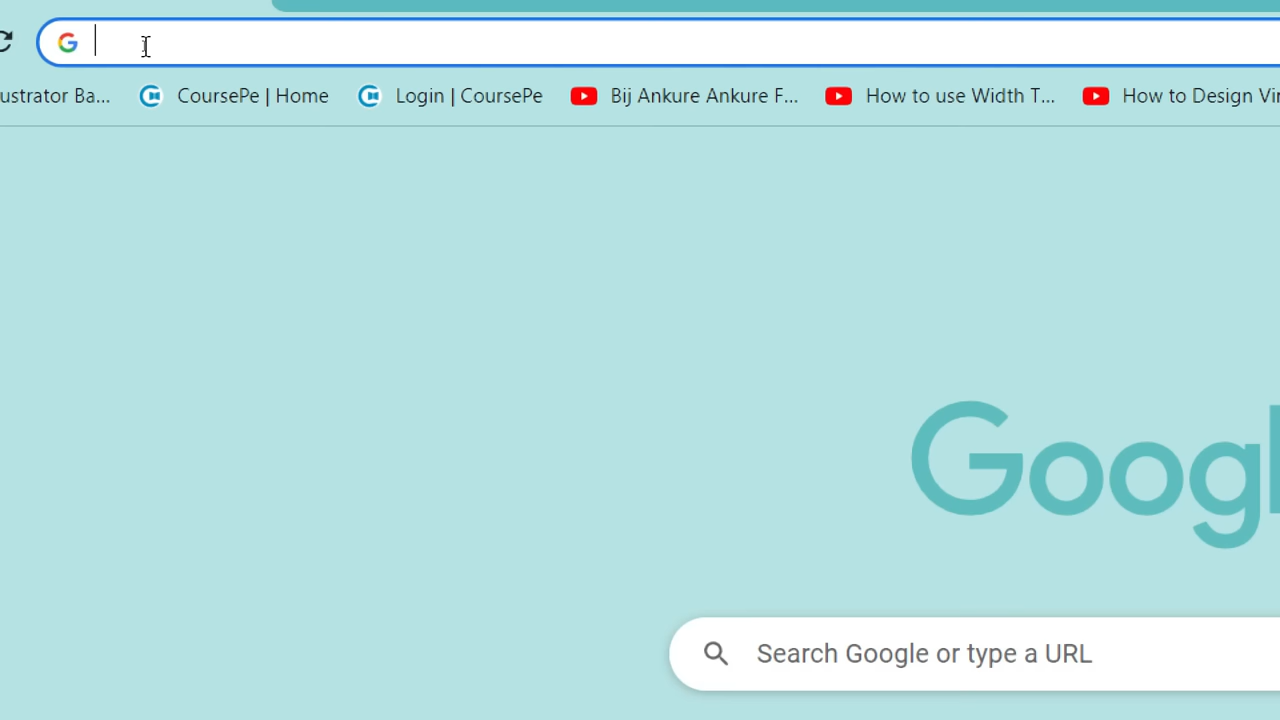 ustrator Ba... CoursePe | Home Login | CoursePe Bij Ankure Ankure F... How to use Width T... How to Design Vir
Googl
Search Google or type a URL